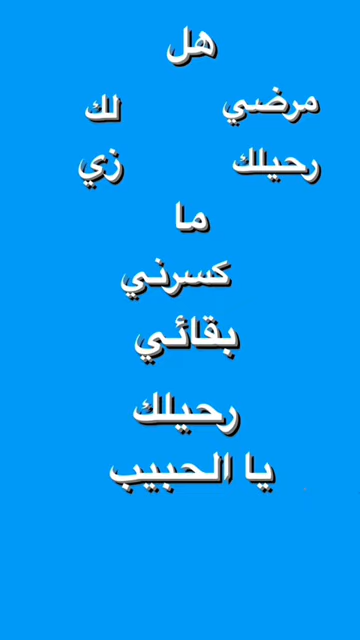 هل
مرضي لك
رحيلك زي
ما
كسرني
بقائي
رحيلك
يا الحبيب